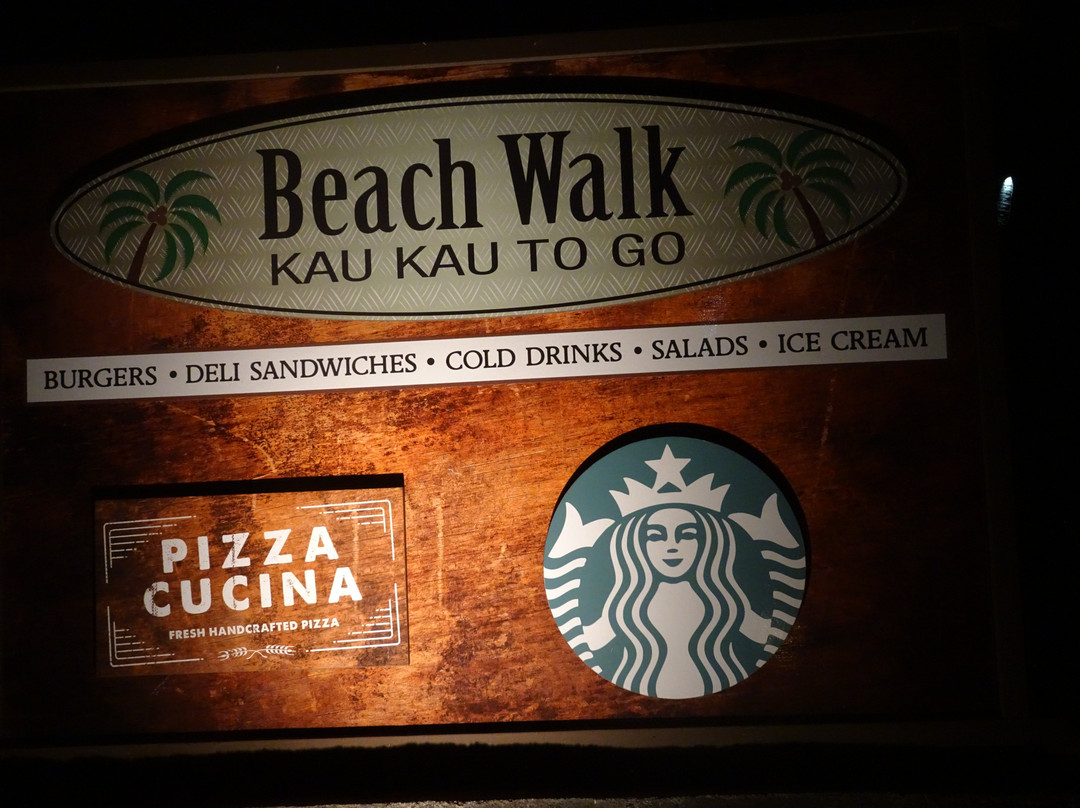 Beach Walk
KAU KAU TO GO
BURGERS • DELI SANDWICHES • COLD DRINKS • SALADS • ICE CREAM
PIZZA
CUCINA
FRESH HANDCRAFTED PIZZA